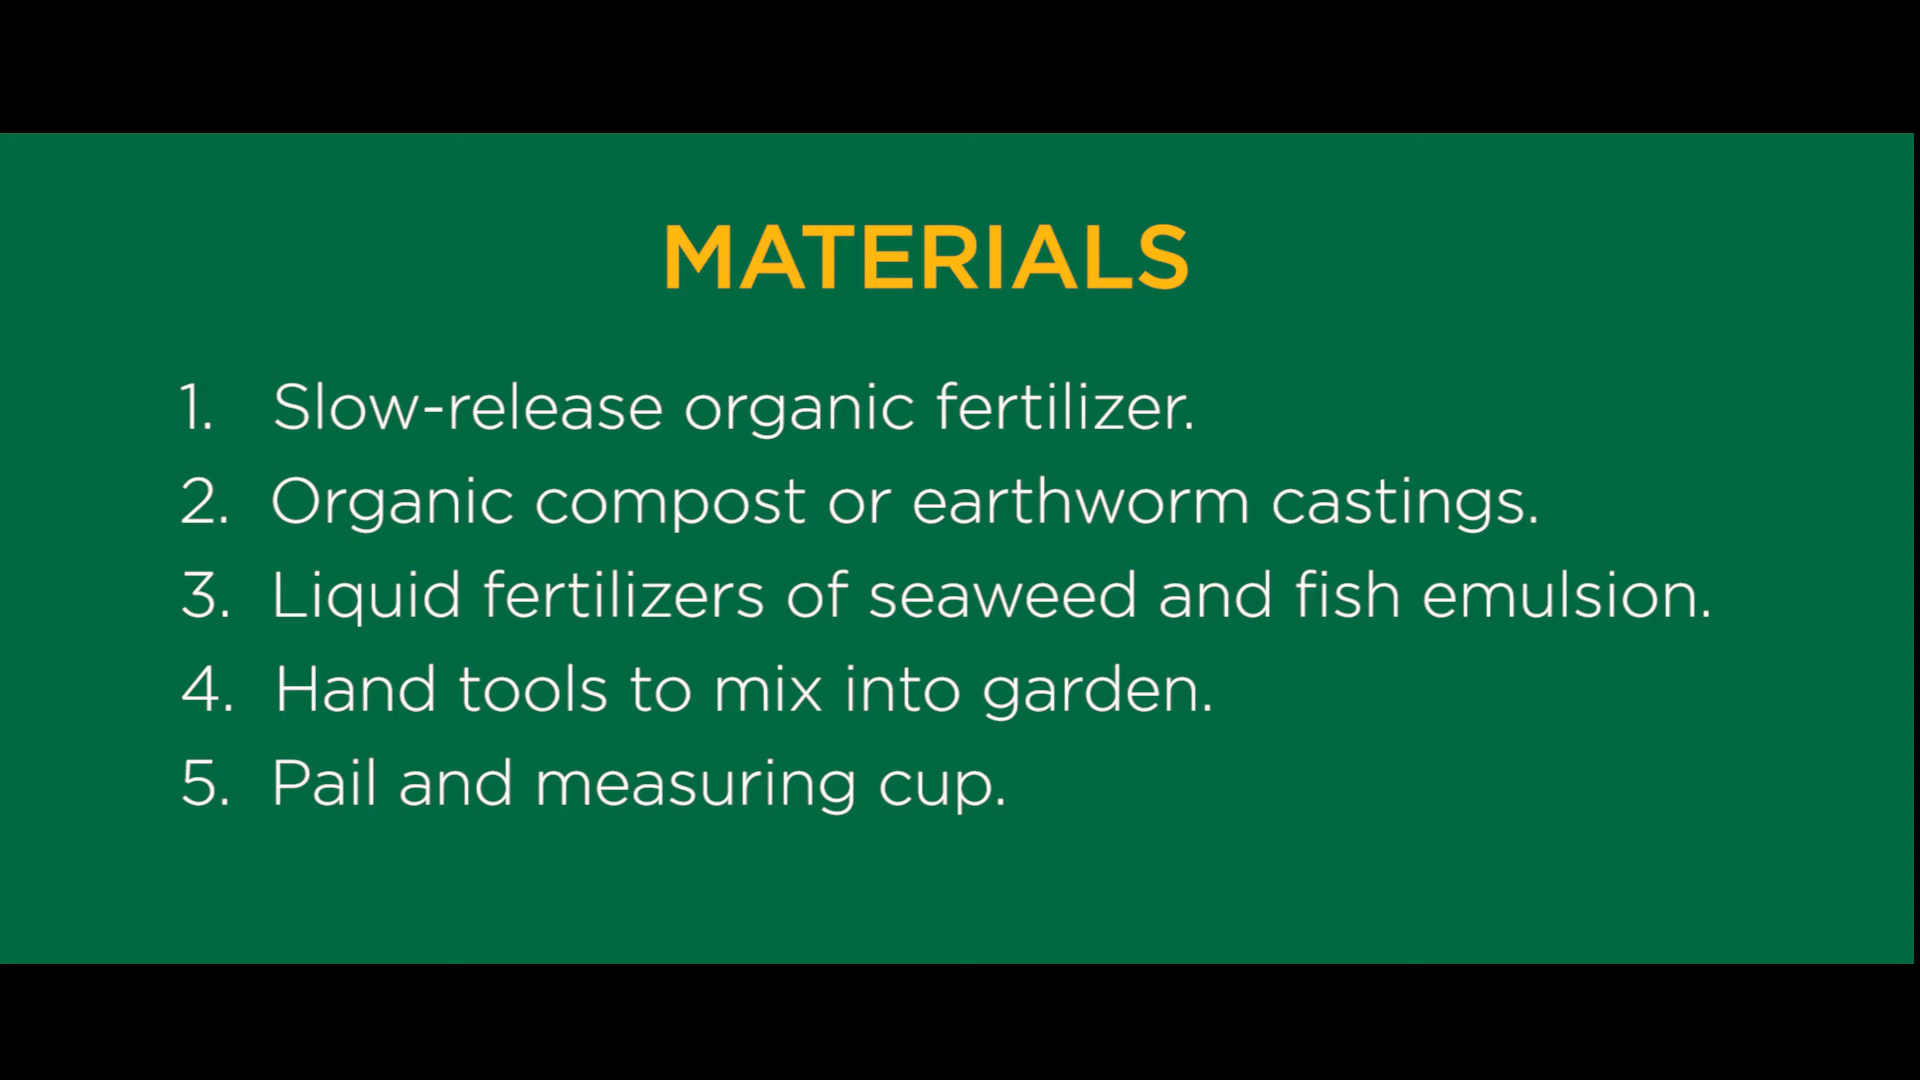 MATERIALS
1. Slow-release organic fertilizer.
2. Organic compost or earthworm castings.
3. Liquid fertilizers of seaweed and fish emulsion.
4. Hand tools to mix into garden.
5. Pail and measuring cup.